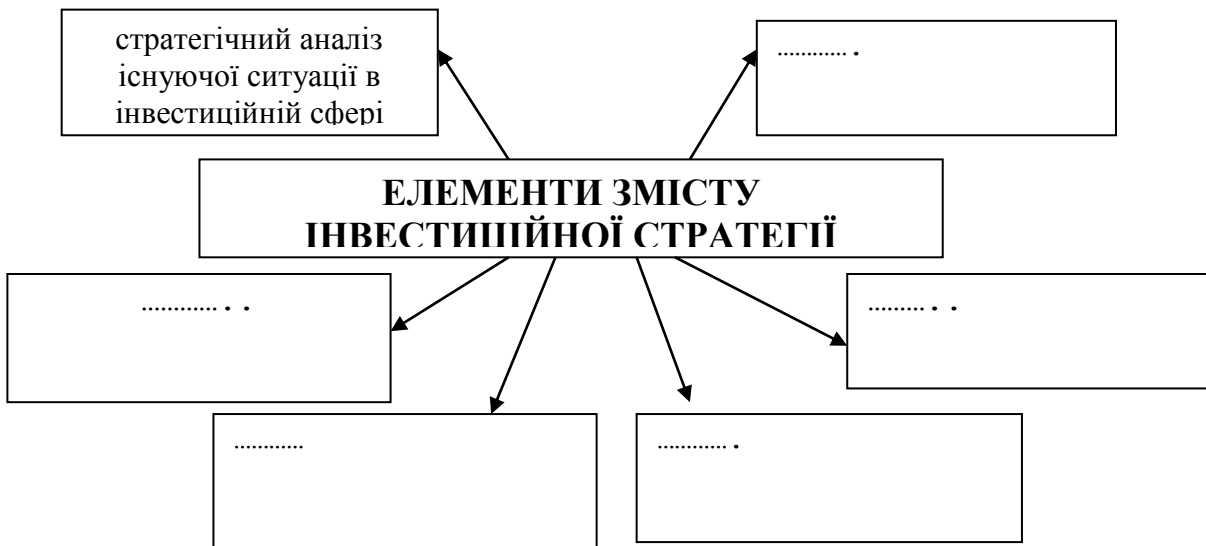 стратегічний аналіз
існуючої ситуації в
інвестиційній сфері
............ .
ЕЛЕМЕНТИ ЗМІСТУ
ІНВЕСТИЦІЙНОЇ СТРАТЕГІЇ
............ . .
......... . .
............
............ .